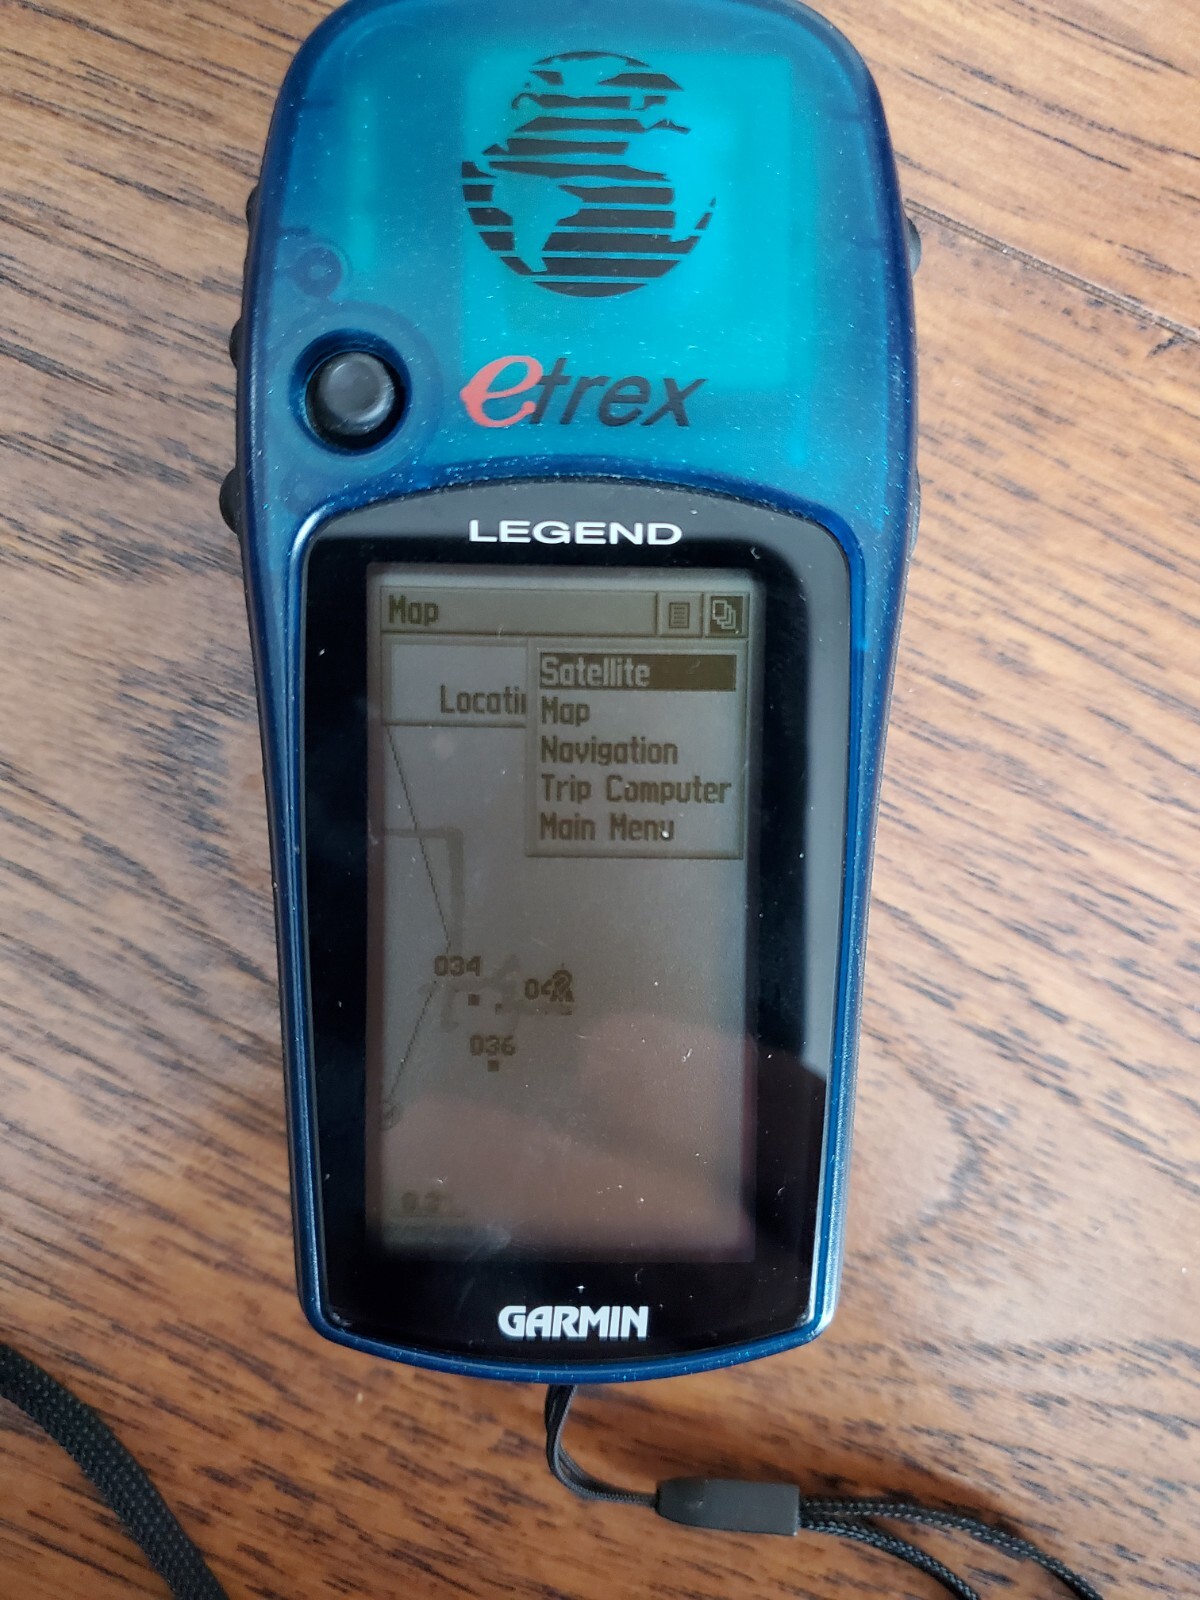 etrex
LEGEND
Map
Satellite
Map
Navigation
Trip Computer
Main Menu
034
036
GARMIN